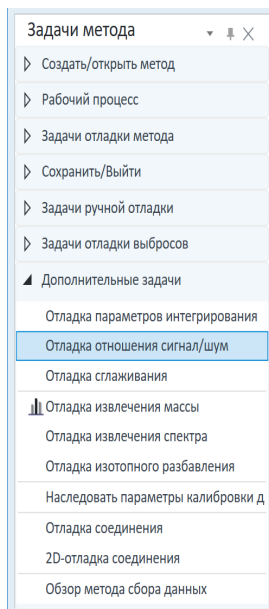 Задачи метода
Создать/открыть метод
Рабочий процесс
Задачи отладки метода
Сохранить/Выйти
Задачи ручной отладки
Задачи отладки выбросов
Дополнительные задачи
Отладка параметров интегрирования
Отладка отношения сигнал/шум
Отладка сглаживания
Отладка извлечения массы
Отладка извлечения спектра
Отладка изотопного разбавления
Наследовать параметры калибровки д
Отладка соединения
2D-отладка соединения
Обзор метода сбора данных